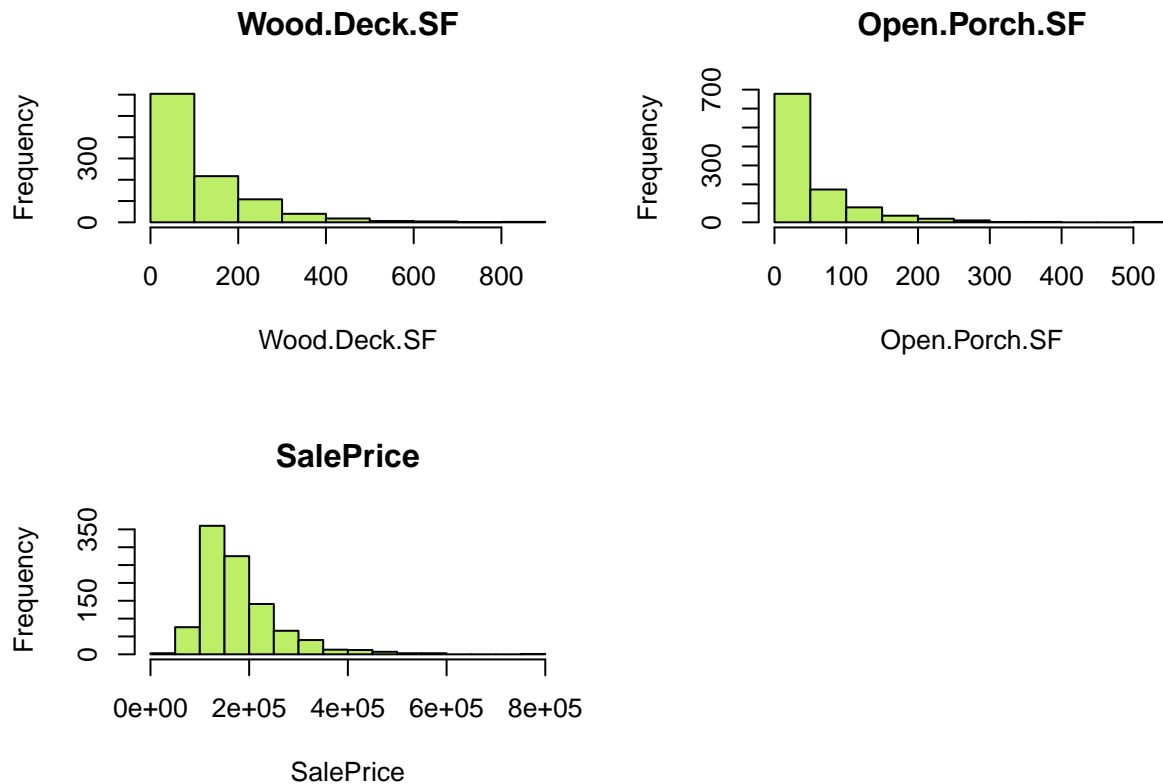 Wood.Deck.SF
Frequency
0 300
0 200 400 600 800
Wood.Deck.SF
Open.Porch.SF
Frequency
0 300 700
0 100 200 300 400 500
Open.Porch.SF
SalePrice
Frequency
0 150 350
0e+00 2e+05 4e+05 6e+05 8e+05
SalePrice